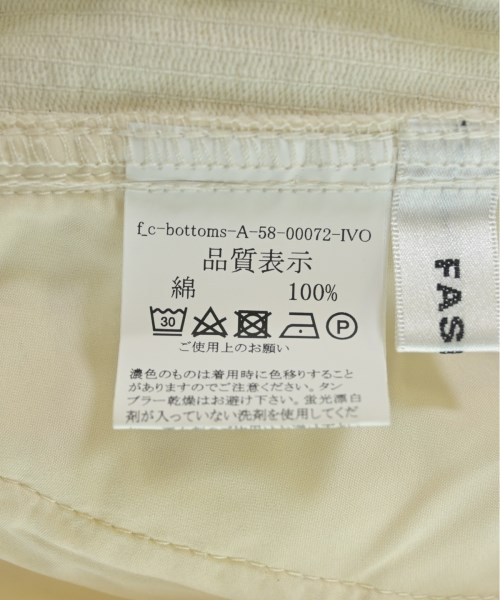 f_c-bottoms-A-58-00072-IVO
品質表示
綿 100%
30 P
ご使用上のお願い
濃色のものは着用時に色移りすること
がありますのでご注意ください。タン
ブラー乾燥はお避け下さい。蛍光漂白
剤が入っていない洗剤を使用してくだ
FAS